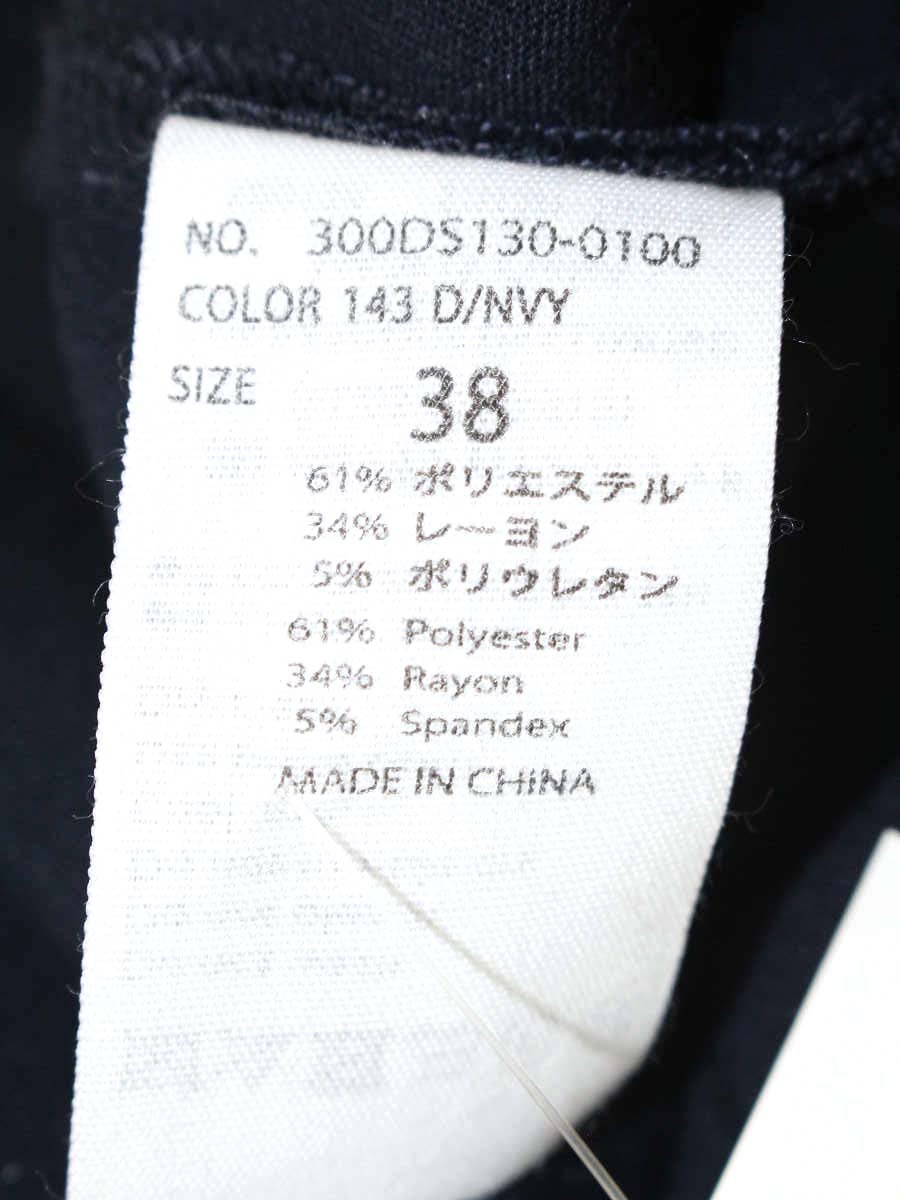 NO. 300DS130-0100
COLOR 143 D/NVY
SIZE 38
61% ポリエステル
34% レーヨン
5% ポリウレタン
61% Polyester
34% Rayon
5% Spandex
MADE IN CHINA